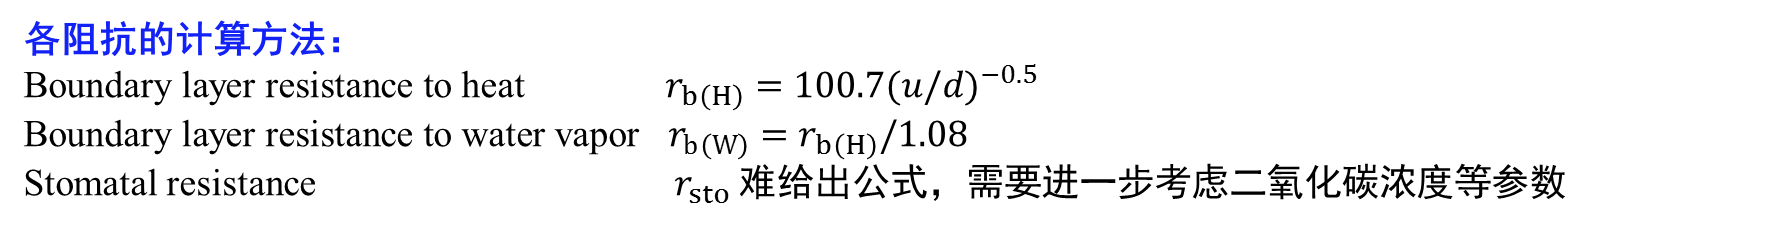 各阻抗的计算方法：
Boundary layer resistance to heat r_b(H) = 100.7(u/d)^−0.5
Boundary layer resistance to water vapor r_b(W) = r_b(H)/1.08
Stomatal resistance r_sto 难给出公式，需要进一步考虑二氧化碳浓度等参数